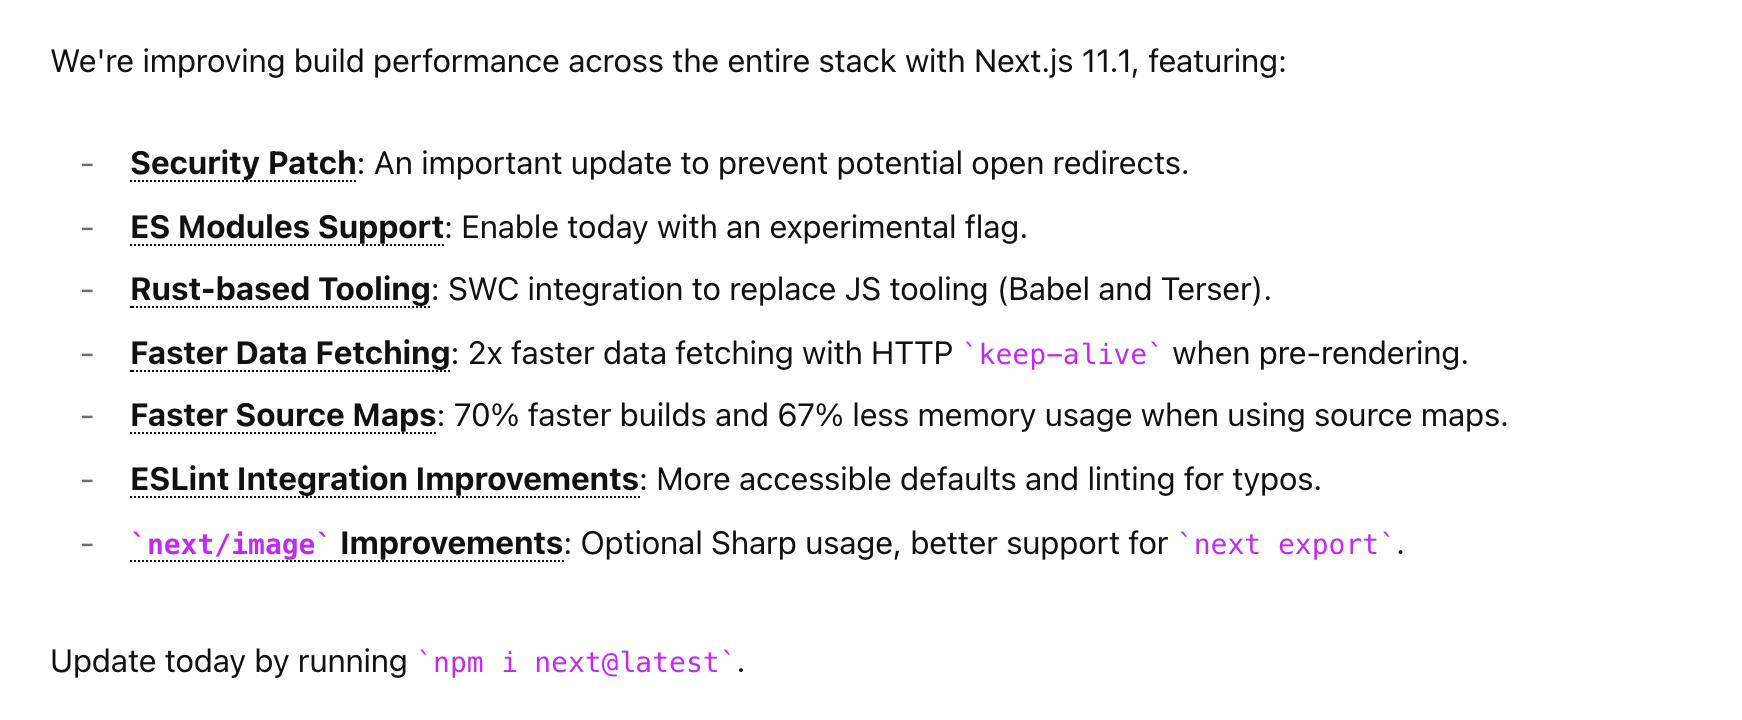 We're improving build performance across the entire stack with Next.js 11.1, featuring:
- Security Patch: An important update to prevent potential open redirects.
- ES Modules Support: Enable today with an experimental flag.
- Rust-based Tooling: SWC integration to replace JS tooling (Babel and Terser).
- Faster Data Fetching: 2x faster data fetching with HTTP `keep-alive` when pre-rendering.
- Faster Source Maps: 70% faster builds and 67% less memory usage when using source maps.
- ESLint Integration Improvements: More accessible defaults and linting for typos.
- `next/image` Improvements: Optional Sharp usage, better support for `next export`.
Update today by running `npm i next@latest`.